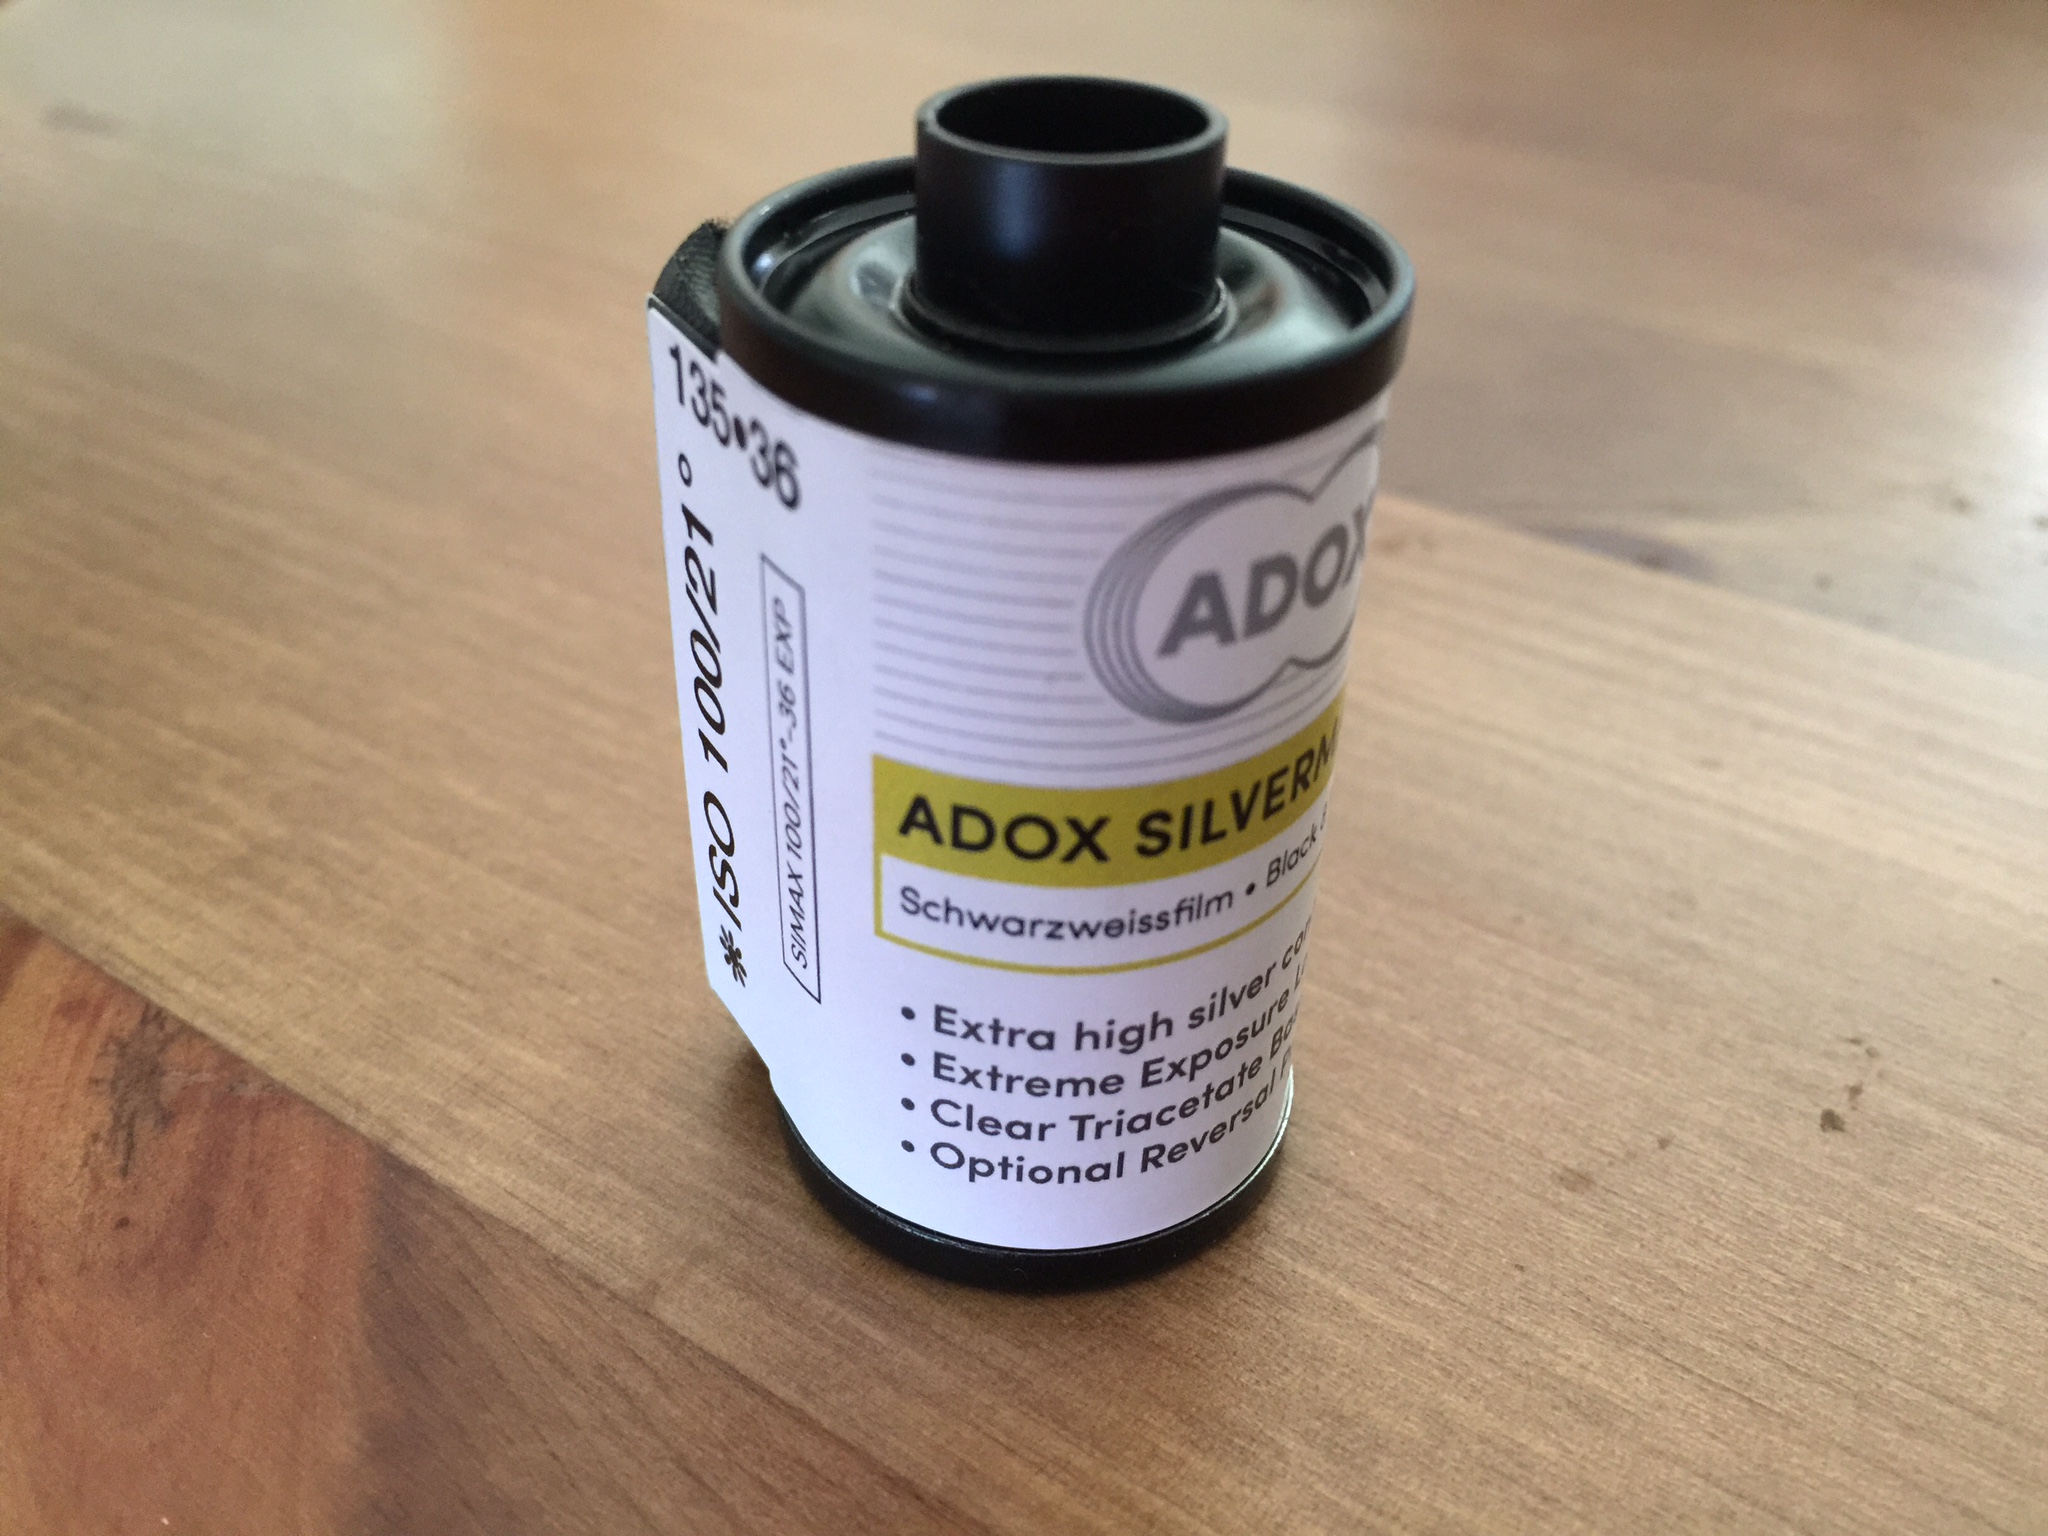 135•36
*ISO 100/21°
SIMAX 100/21°-36 EXP
ADOX
ADOX
Schwarzweissfilm • Black
• Extra high silver
• Extreme Exposure
• Clear Triacetate
• Optional Reversal